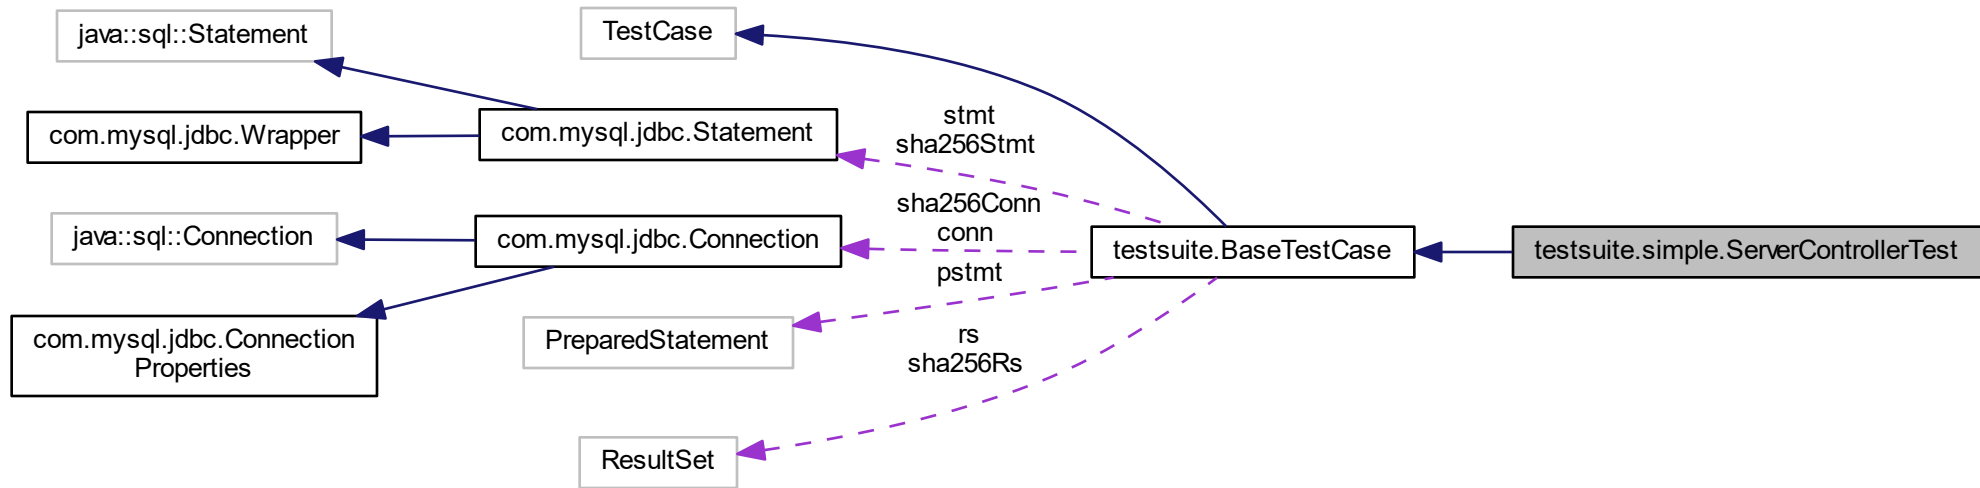 java::sql::Statement
TestCase
com.mysql.jdbc.Wrapper
com.mysql.jdbc.Statement
stmt
sha256Stmt
java::sql::Connection
com.mysql.jdbc.Connection
sha256Conn
conn
testsuite.BaseTestCase
testsuite.simple.ServerControllerTest
pstmt
com.mysql.jdbc.Connection
Properties
PreparedStatement
rs
sha256Rs
ResultSet